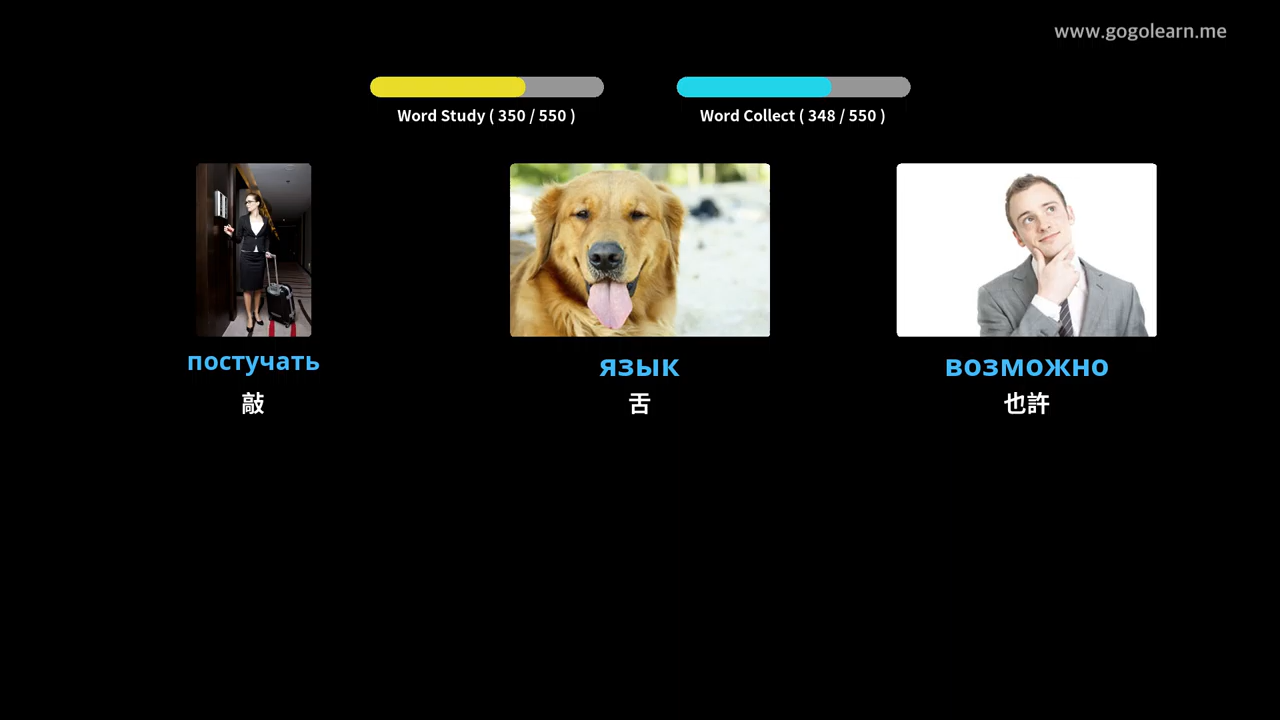 www.gogolearn.me
Word Study ( 350 / 550 )
Word Collect ( 348 / 550 )
постучать
敲
язык
舌
возможно
也許